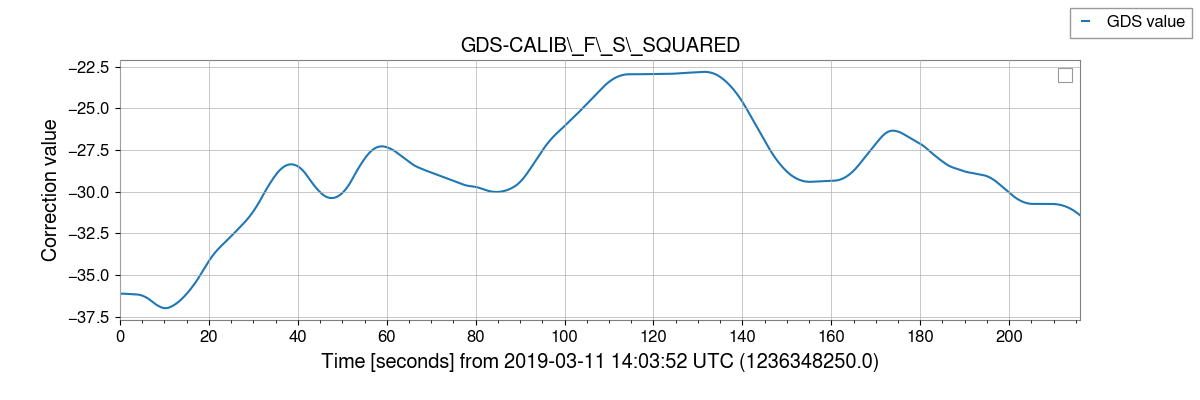 GDS value
GDS-CALIB\_F\_S\_SQUARED
Correction value
−22.5
−25.0
−27.5
−30.0
−32.5
−35.0
−37.5
0 20 40 60 80 100 120 140 160 180 200
Time [seconds] from 2019-03-11 14:03:52 UTC (1236348250.0)